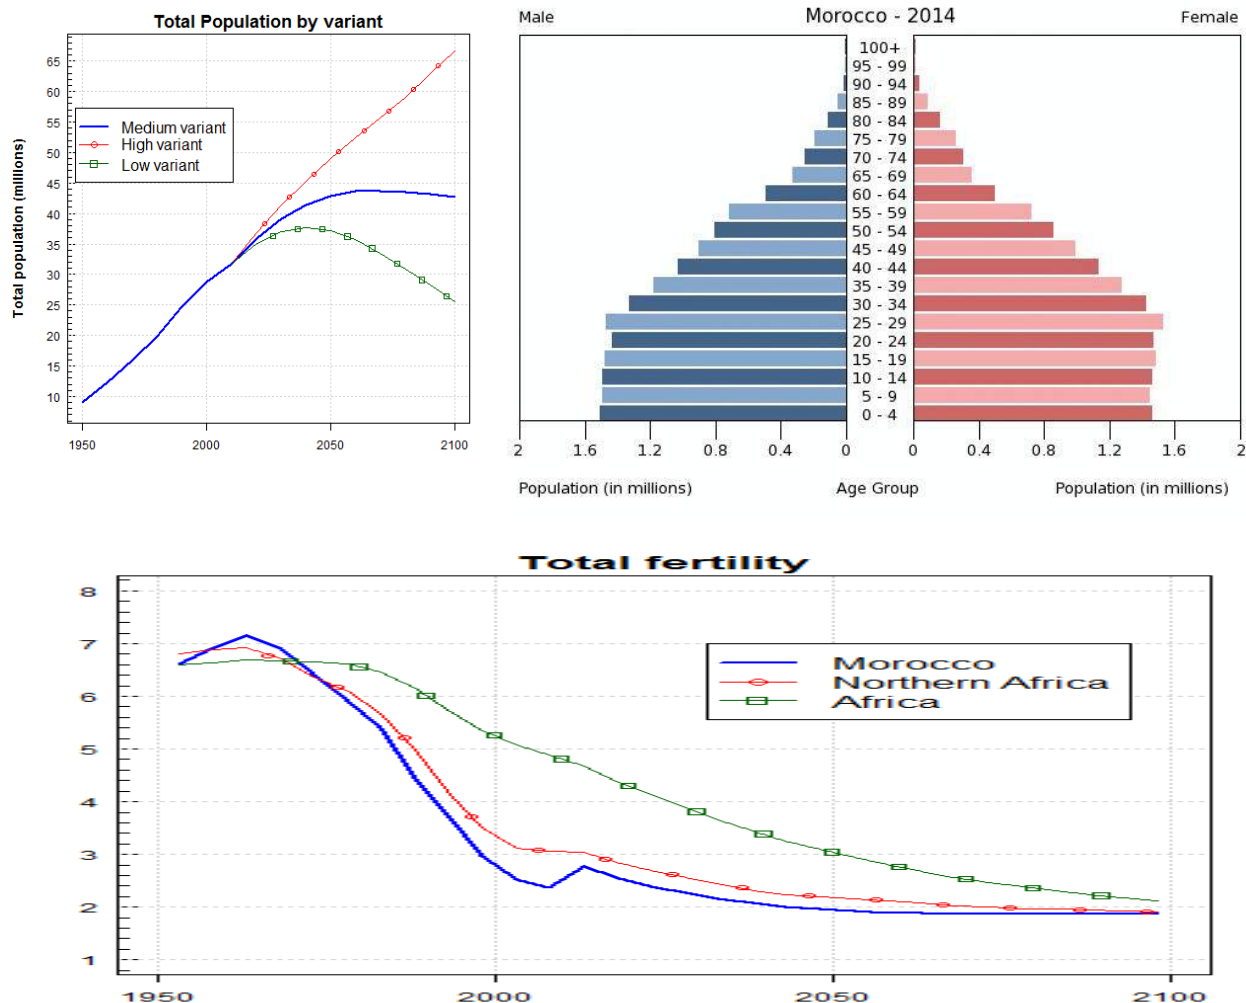 Total Population by variant
Total population (millions)
65
60
55
50
45
40
35
30
25
20
15
10
Medium variant
High variant
Low variant
1950 2000 2050 2100
Male Morocco - 2014 Female
100+
95 - 99
90 - 94
85 - 89
80 - 84
75 - 79
70 - 74
65 - 69
60 - 64
55 - 59
50 - 54
45 - 49
40 - 44
35 - 39
30 - 34
25 - 29
20 - 24
15 - 19
10 - 14
5 - 9
0 - 4
2 1.6 1.2 0.8 0.4 0 0 0.4 0.8 1.2 1.6 2
Population (in millions) Age Group Population (in millions)
Total fertility
8
7
6
5
4
3
2
1
Morocco
Northern Africa
Africa
1950 2000 2050 2100